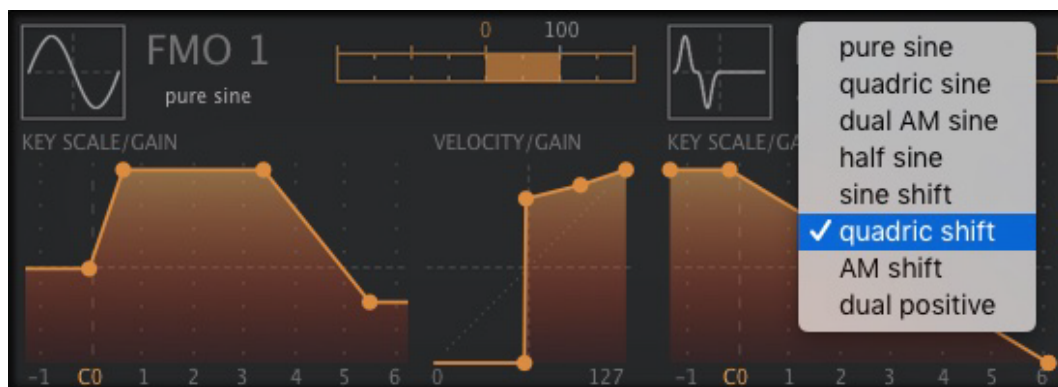 0 100
FMO 1
pure sine
KEY SCALE/GAIN
VELOCITY/GAIN
-1 C0 1 2 3 4 5 6
0 127
KEY SCALE/GA
-1 C0 1 2 3 4 5 6
pure sine
quadric sine
dual AM sine
half sine
sine shift
✓ quadric shift
AM shift
dual positive